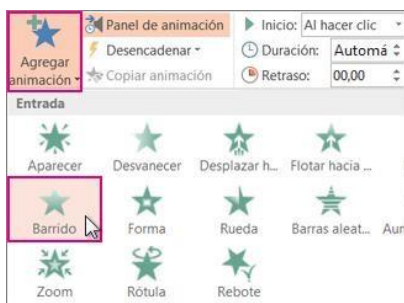 Agregar animación
Panel de animación
Desencadenar
Copiar animación
Inicio: Al hacer clic
Duración: Automá
Retraso: 00,00
Entrada
Aparecer Desvanecer Desplazar h... Flotar hacia ...
Barrido Forma Rueda Barras aleat... Aun
Zoom Rótula Rebote